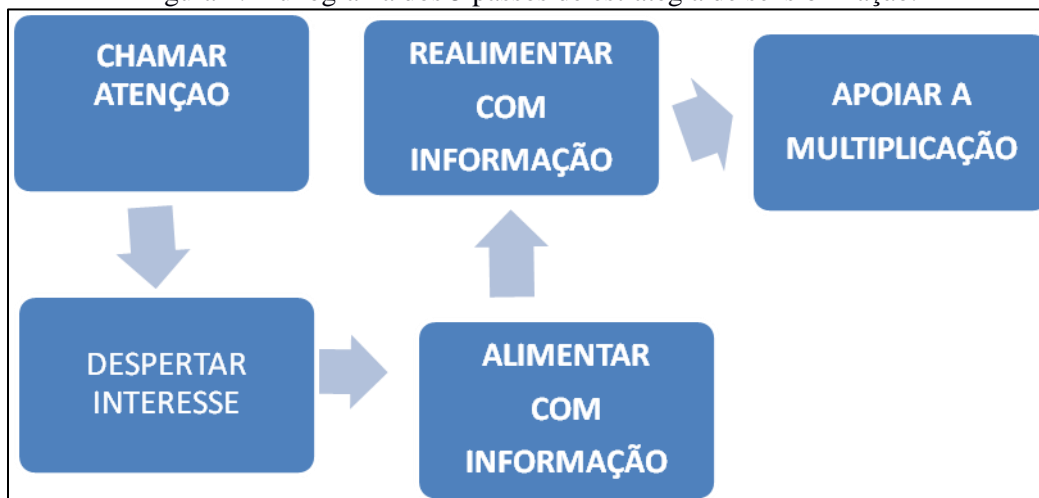 CHAMAR
ATENÇAO
DESPERTAR
INTERESSE
ALIMENTAR
COM
INFORMAÇÃO
REALIMENTAR
COM
INFORMAÇÃO
APOIAR A
MULTIPLICAÇÃO